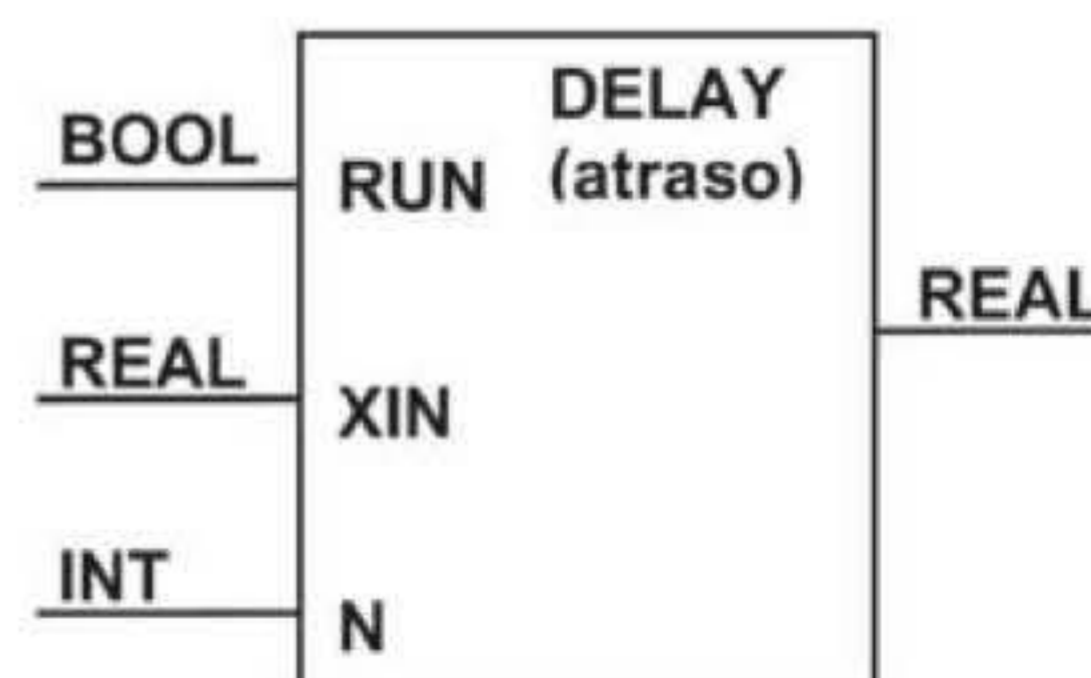 DELAY
(atraso)
BOOL
RUN
REAL
REAL
XIN
INT
N